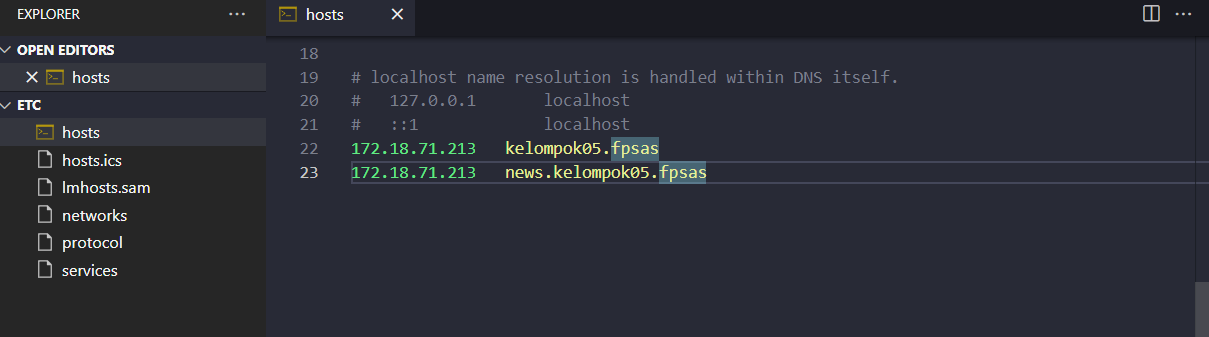 EXPLORER ···
OPEN EDITORS
hosts
ETC
hosts
hosts.ics
lmhosts.sam
networks
protocol
services
hosts
18
19 # localhost name resolution is handled within DNS itself.
20 # 127.0.0.1 localhost
21 # ::1 localhost
22 172.18.71.213 kelompok05.fpsas
23 172.18.71.213 news.kelompok05.fpsas